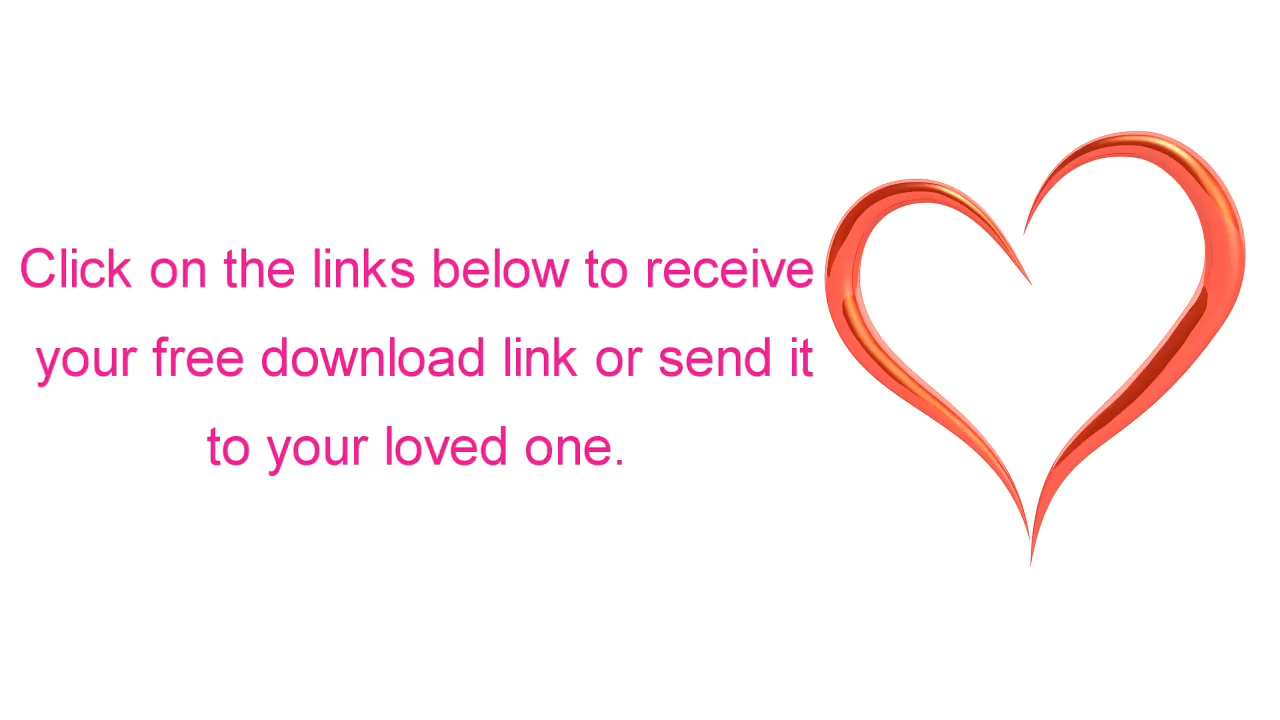 Click on the links below to receive
your free download link or send it
to your loved one.